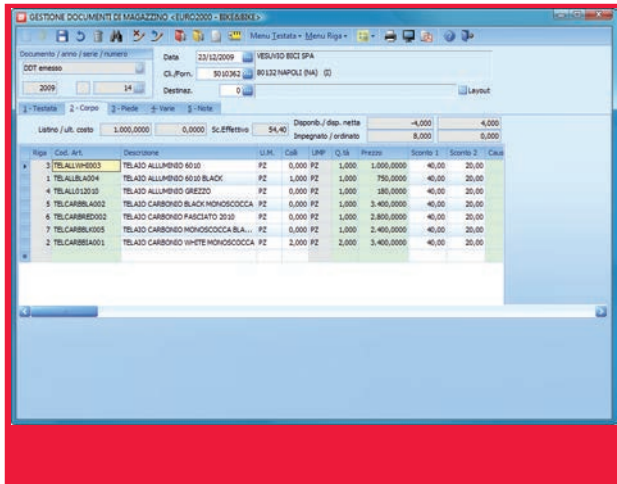 GESTIONE DOCUMENTI DI MAGAZZINO <EURO2000 - BIKE&BIKE>
Menu Testata Menu Riga
Documento / anno / serie / numero Data 23/12/2009 VESUVIO BICI SPA
DDT emesso Cl./Forn. 5010362 80132 NAPOLI (NA) (I)
2009 14 Destinaz. 0 Layout
1 - Testata 2 - Corpo 3 - Piede 4 - Varie 5 - Note
Listino / ult. costo 1.000,0000 0,0000 Sc.Effettivo 54,40 Disponib./ disp. netta -4,000 4,000
Impegnato / ordinato 8,000 0,000
Riga Cod. Art. Descrizione U.M. Colli UMP Q.tà Prezzo Sconto 1 Sconto 2 Caus
3 TELALLWHI003 TELAIO ALLUMINIO 6010 PZ 0,000 PZ 1,000 1.000,0000 40,00 20,00
1 TELALLBLA004 TELAIO ALLUMINIO 6010 BLACK PZ 1,000 PZ 1,000 750,0000 40,00 20,00
4 TELALL012010 TELAIO ALLUMINIO GREZZO PZ 0,000 PZ 1,000 180,0000 40,00 20,00
5 TELCARBBLA002 TELAIO CARBONIO BLACK MONOSCOCCA PZ 0,000 PZ 1,000 3.400,0000 40,00 20,00
6 TELCARBRED002 TELAIO CARBONIO FASCIATO 2010 PZ 0,000 PZ 1,000 2.800,0000 40,00 20,00
7 TELCARBBLK005 TELAIO CARBONIO MONOSCOCCA BLA... PZ 0,000 PZ 1,000 2.400,0000 40,00 20,00
2 TELCARBBIA001 TELAIO CARBONIO WHITE MONOSCOCCA PZ 2,000 PZ 2,000 3.400,0000 40,00 20,00